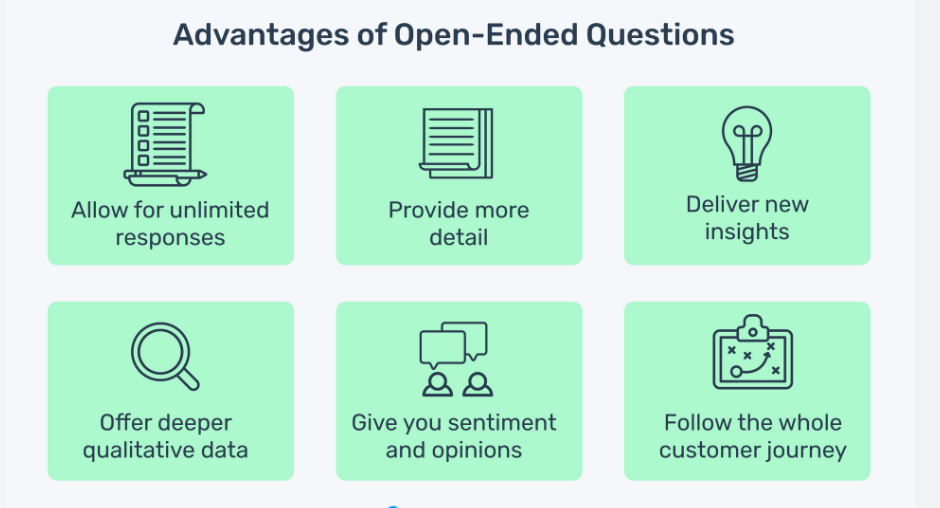 Advantages of Open-Ended Questions
Allow for unlimited
responses
Provide more
detail
Deliver new
insights
Offer deeper
qualitative data
Give you sentiment
and opinions
Follow the whole
customer journey